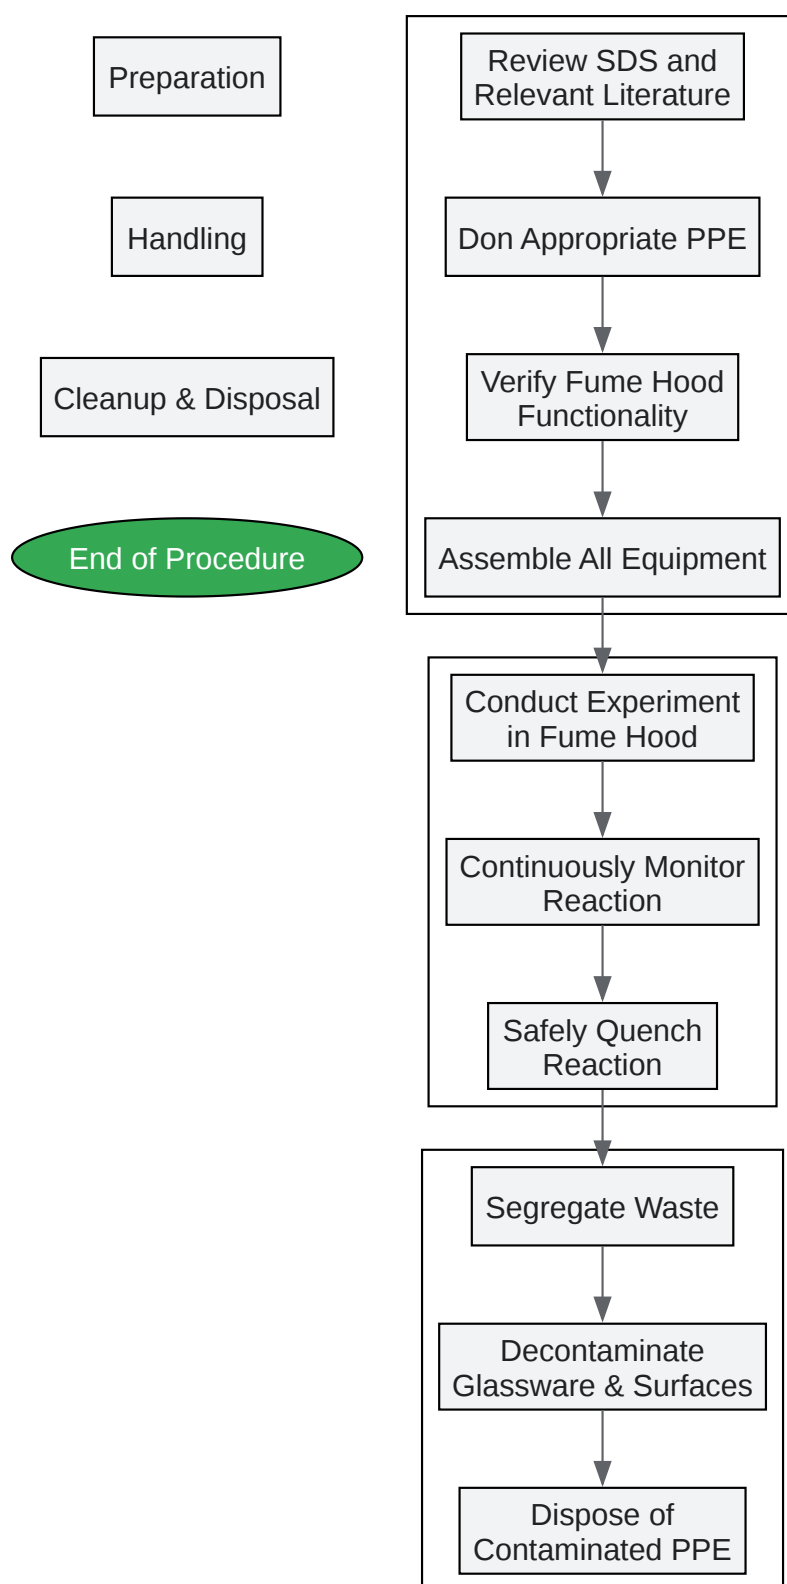 Preparation
Handling
Cleanup & Disposal
End of Procedure
Review SDS and
Relevant Literature
Don Appropriate PPE
Verify Fume Hood
Functionality
Assemble All Equipment
Conduct Experiment
in Fume Hood
Continuously Monitor
Reaction
Safely Quench
Reaction
Segregate Waste
Decontaminate
Glassware & Surfaces
Dispose of
Contaminated PPE